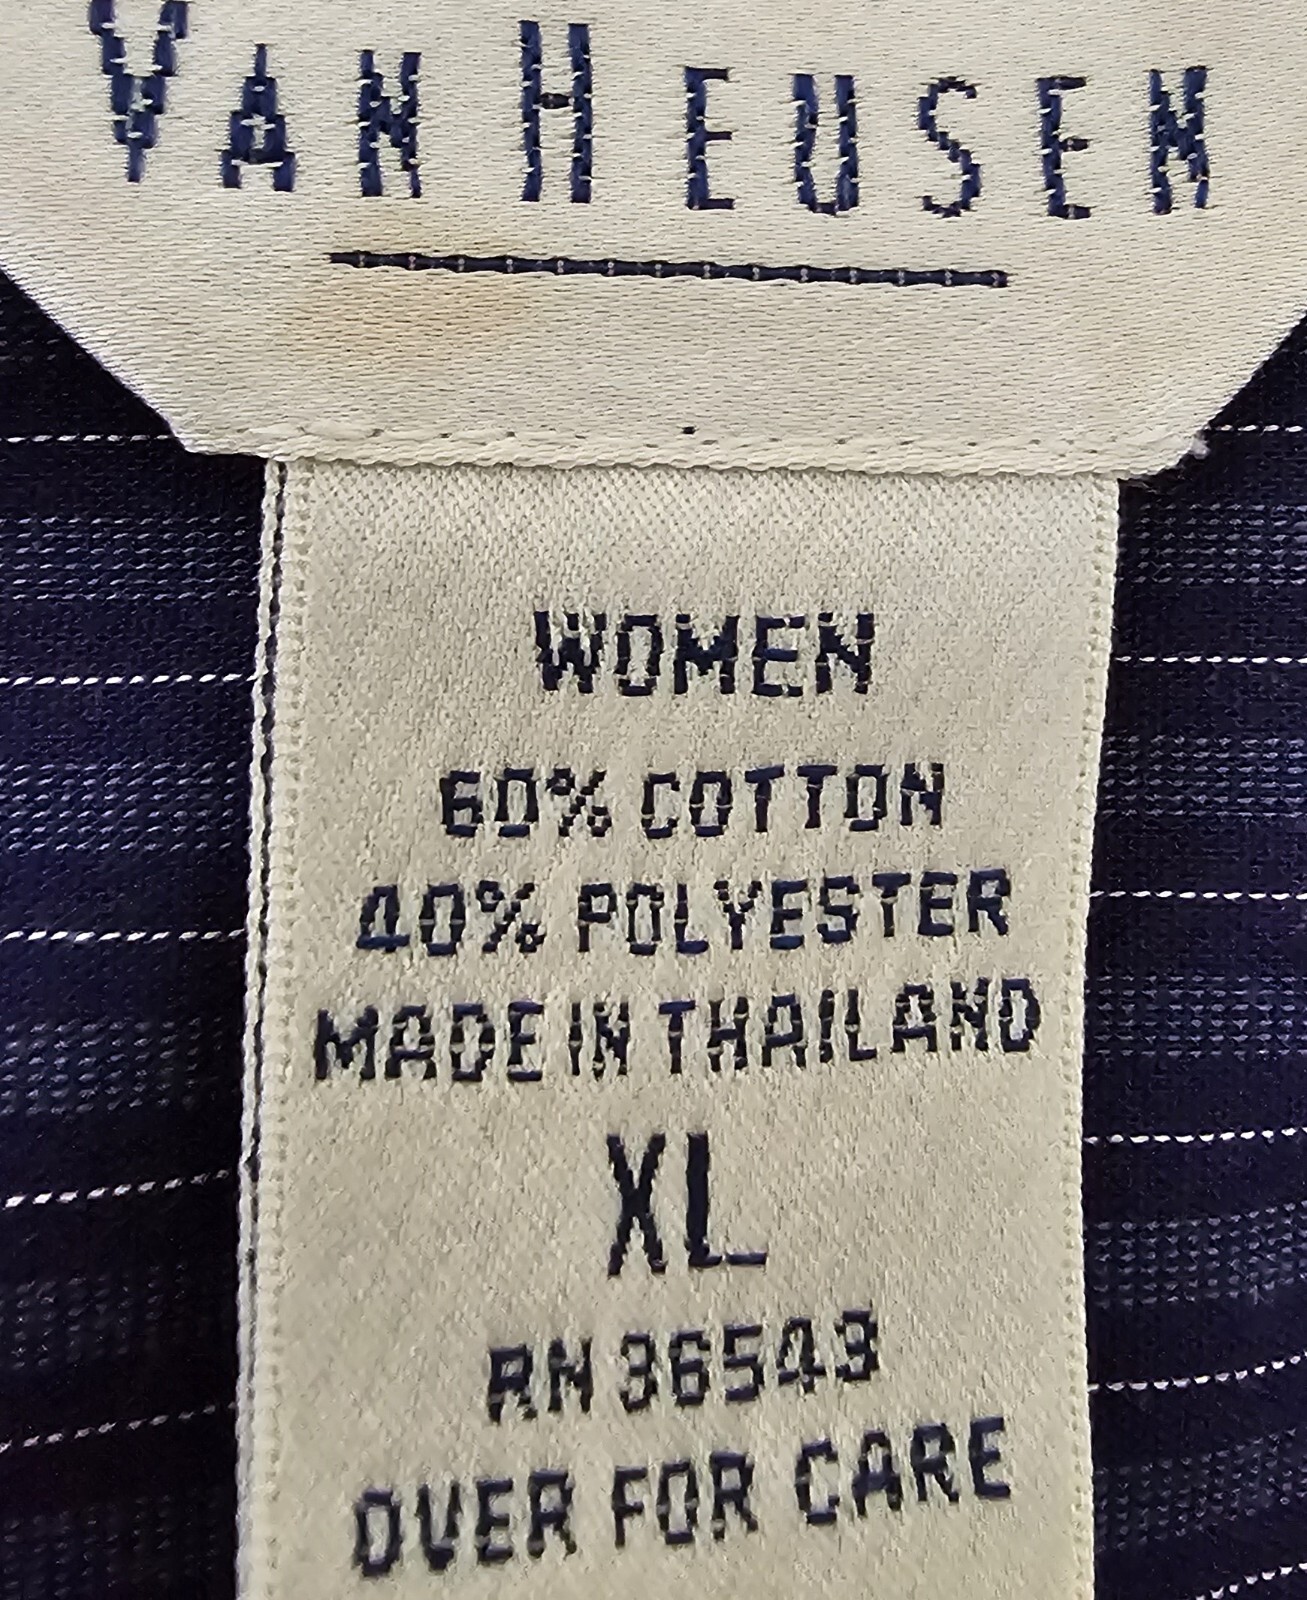 VAN HEUSEN
WOMEN
60% COTTON
40% POLYESTER
MADE IN THAILAND
XL
RN 36543
OVER FOR CARE